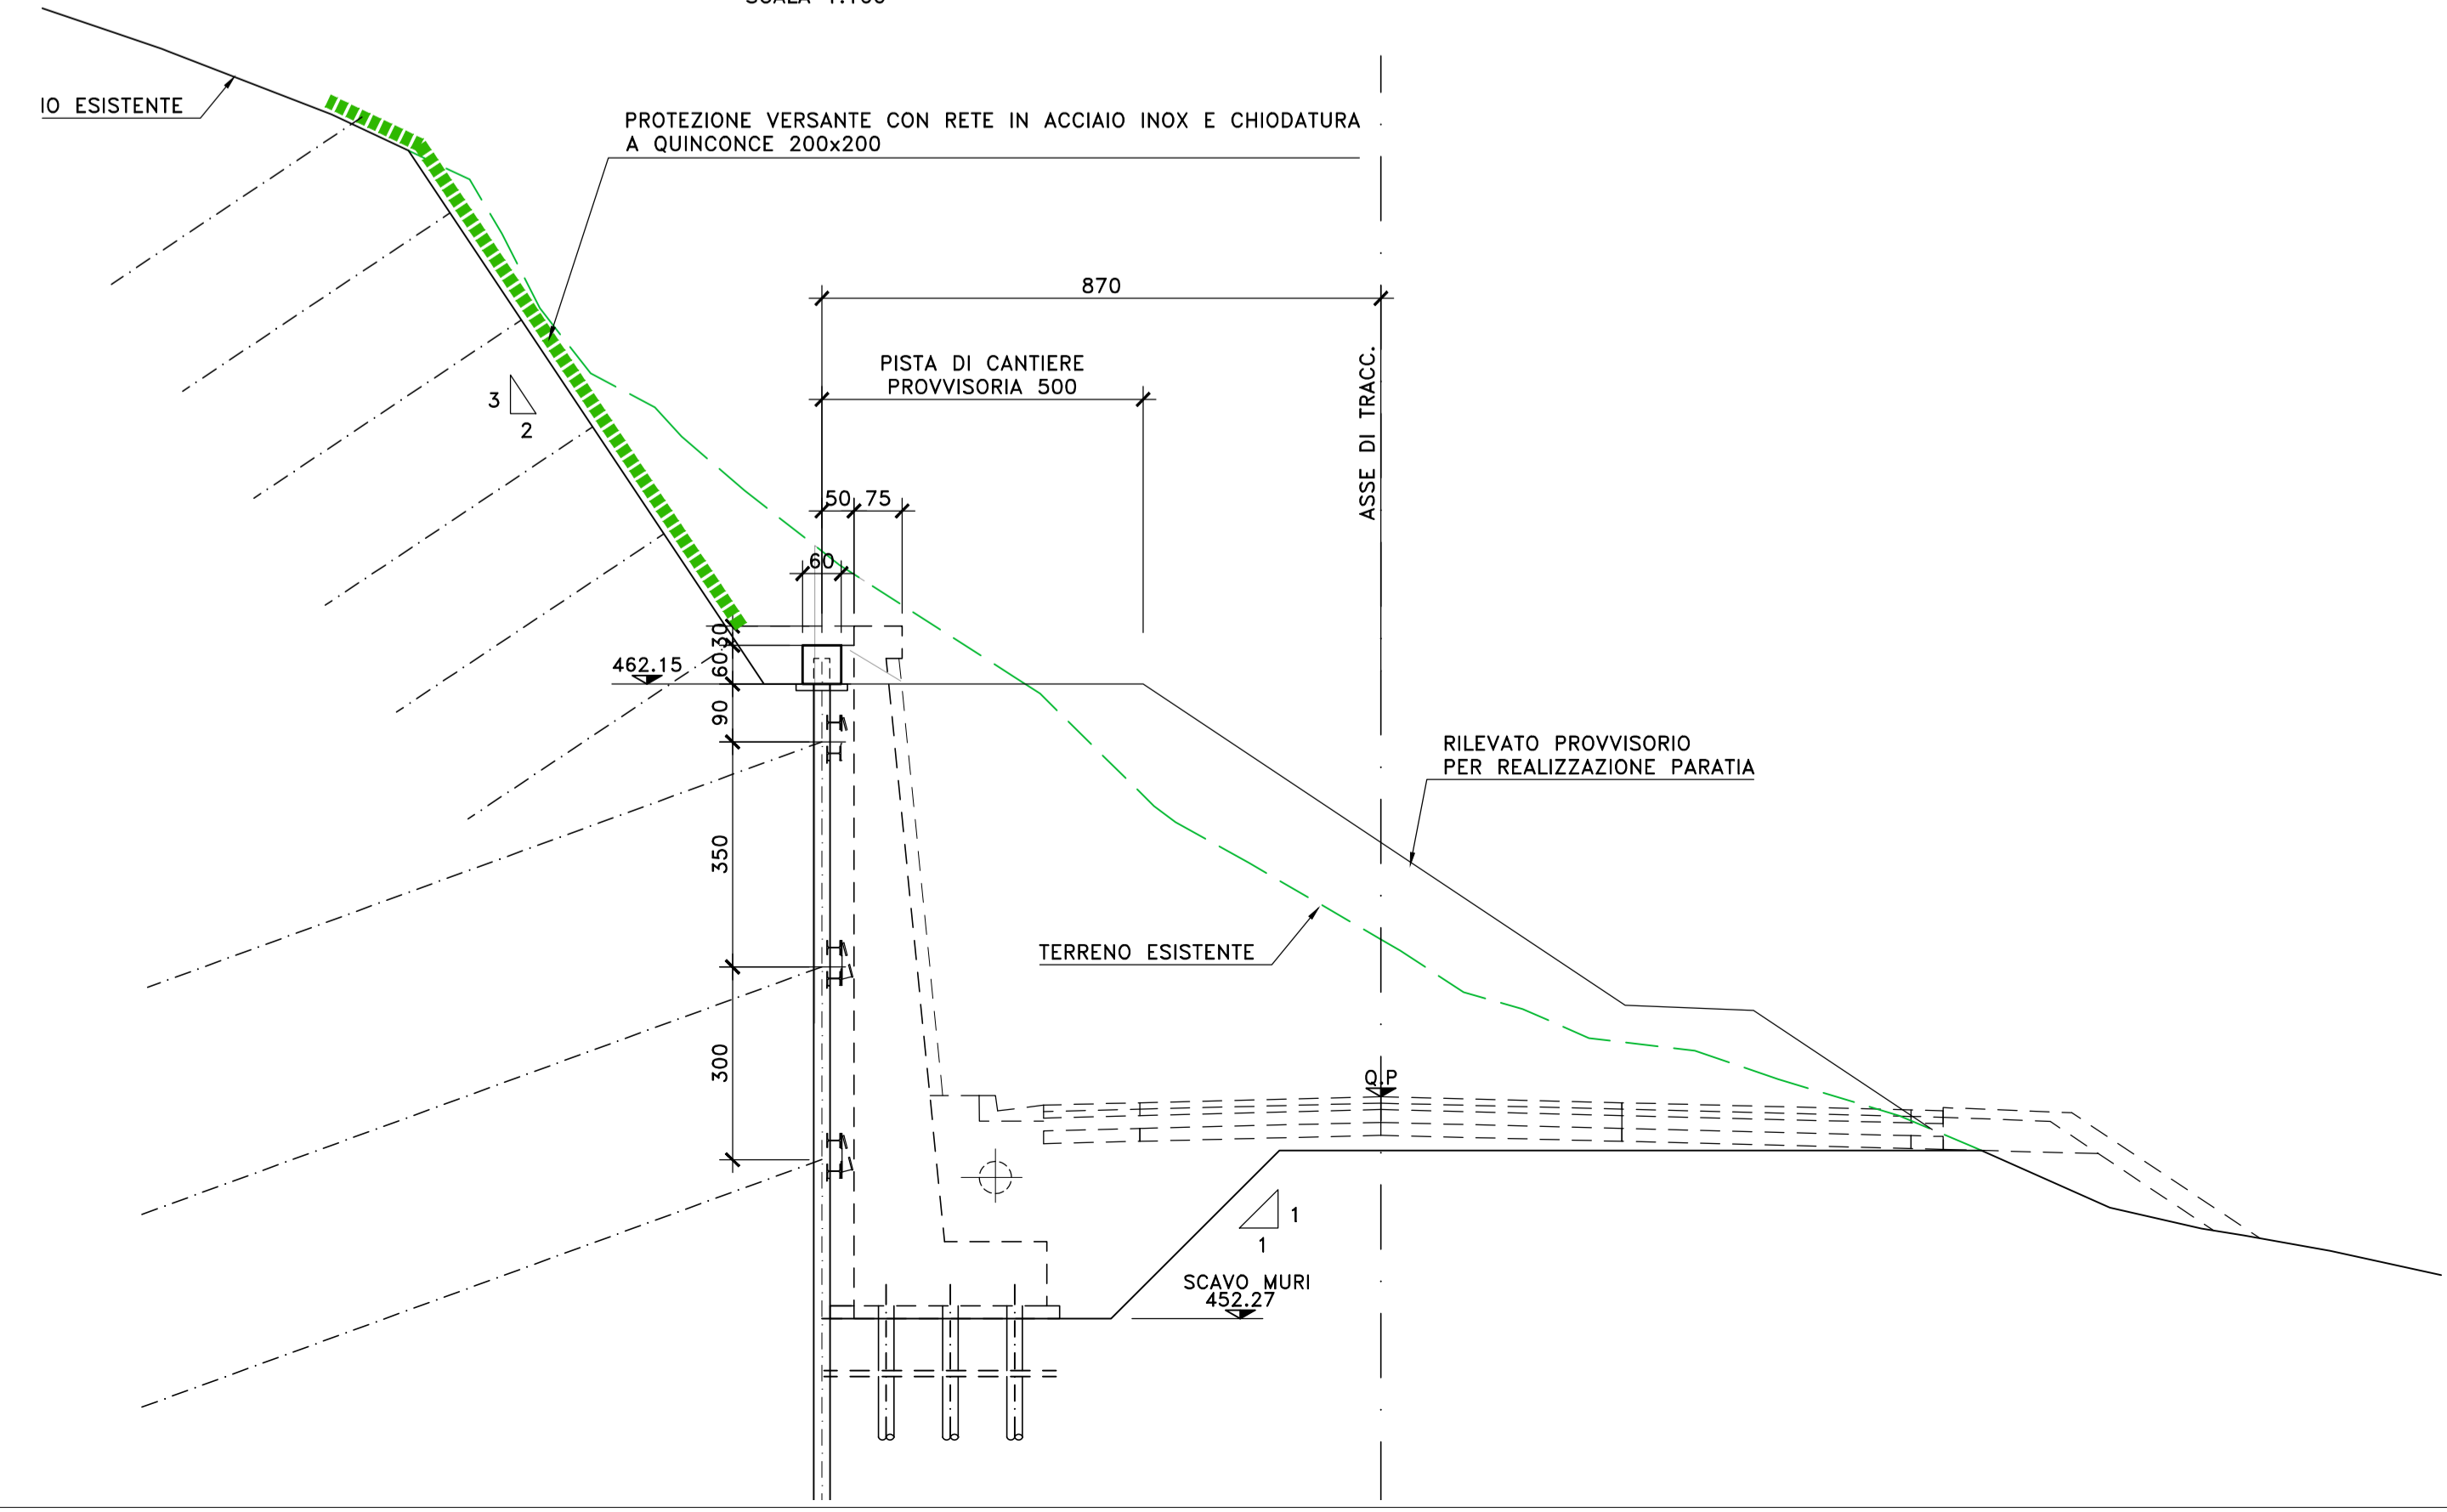 IO ESISTENTE
PROTEZIONE VERSANTE CON RETE IN ACCIAIO INOX E CHIODATURA
A QUINCONCE 200x200
870
PISTA DI CANTIERE
PROVVISORIA 500
ASSE DI TRACC.
3
2
50 75
60
30
60
462.15
90
350
300
RILEVATO PROVVISORIO
PER REALIZZAZIONE PARATIA
TERRENO ESISTENTE
Q.P
1
1
SCAVO MURI
452.27